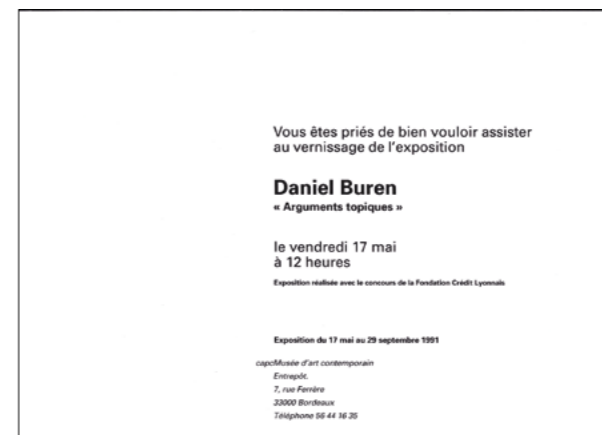 Vous êtes priés de bien vouloir assister
au vernissage de l'exposition
Daniel Buren
« Arguments topiques »
le vendredi 17 mai
à 12 heures
Exposition réalisée avec le concours de la Fondation Crédit Lyonnais
Exposition du 17 mai au 29 septembre 1991
capcMusée d'art contemporain
Entrepôt.
7, rue Ferrère
33000 Bordeaux
Téléphone 56 44 16 35